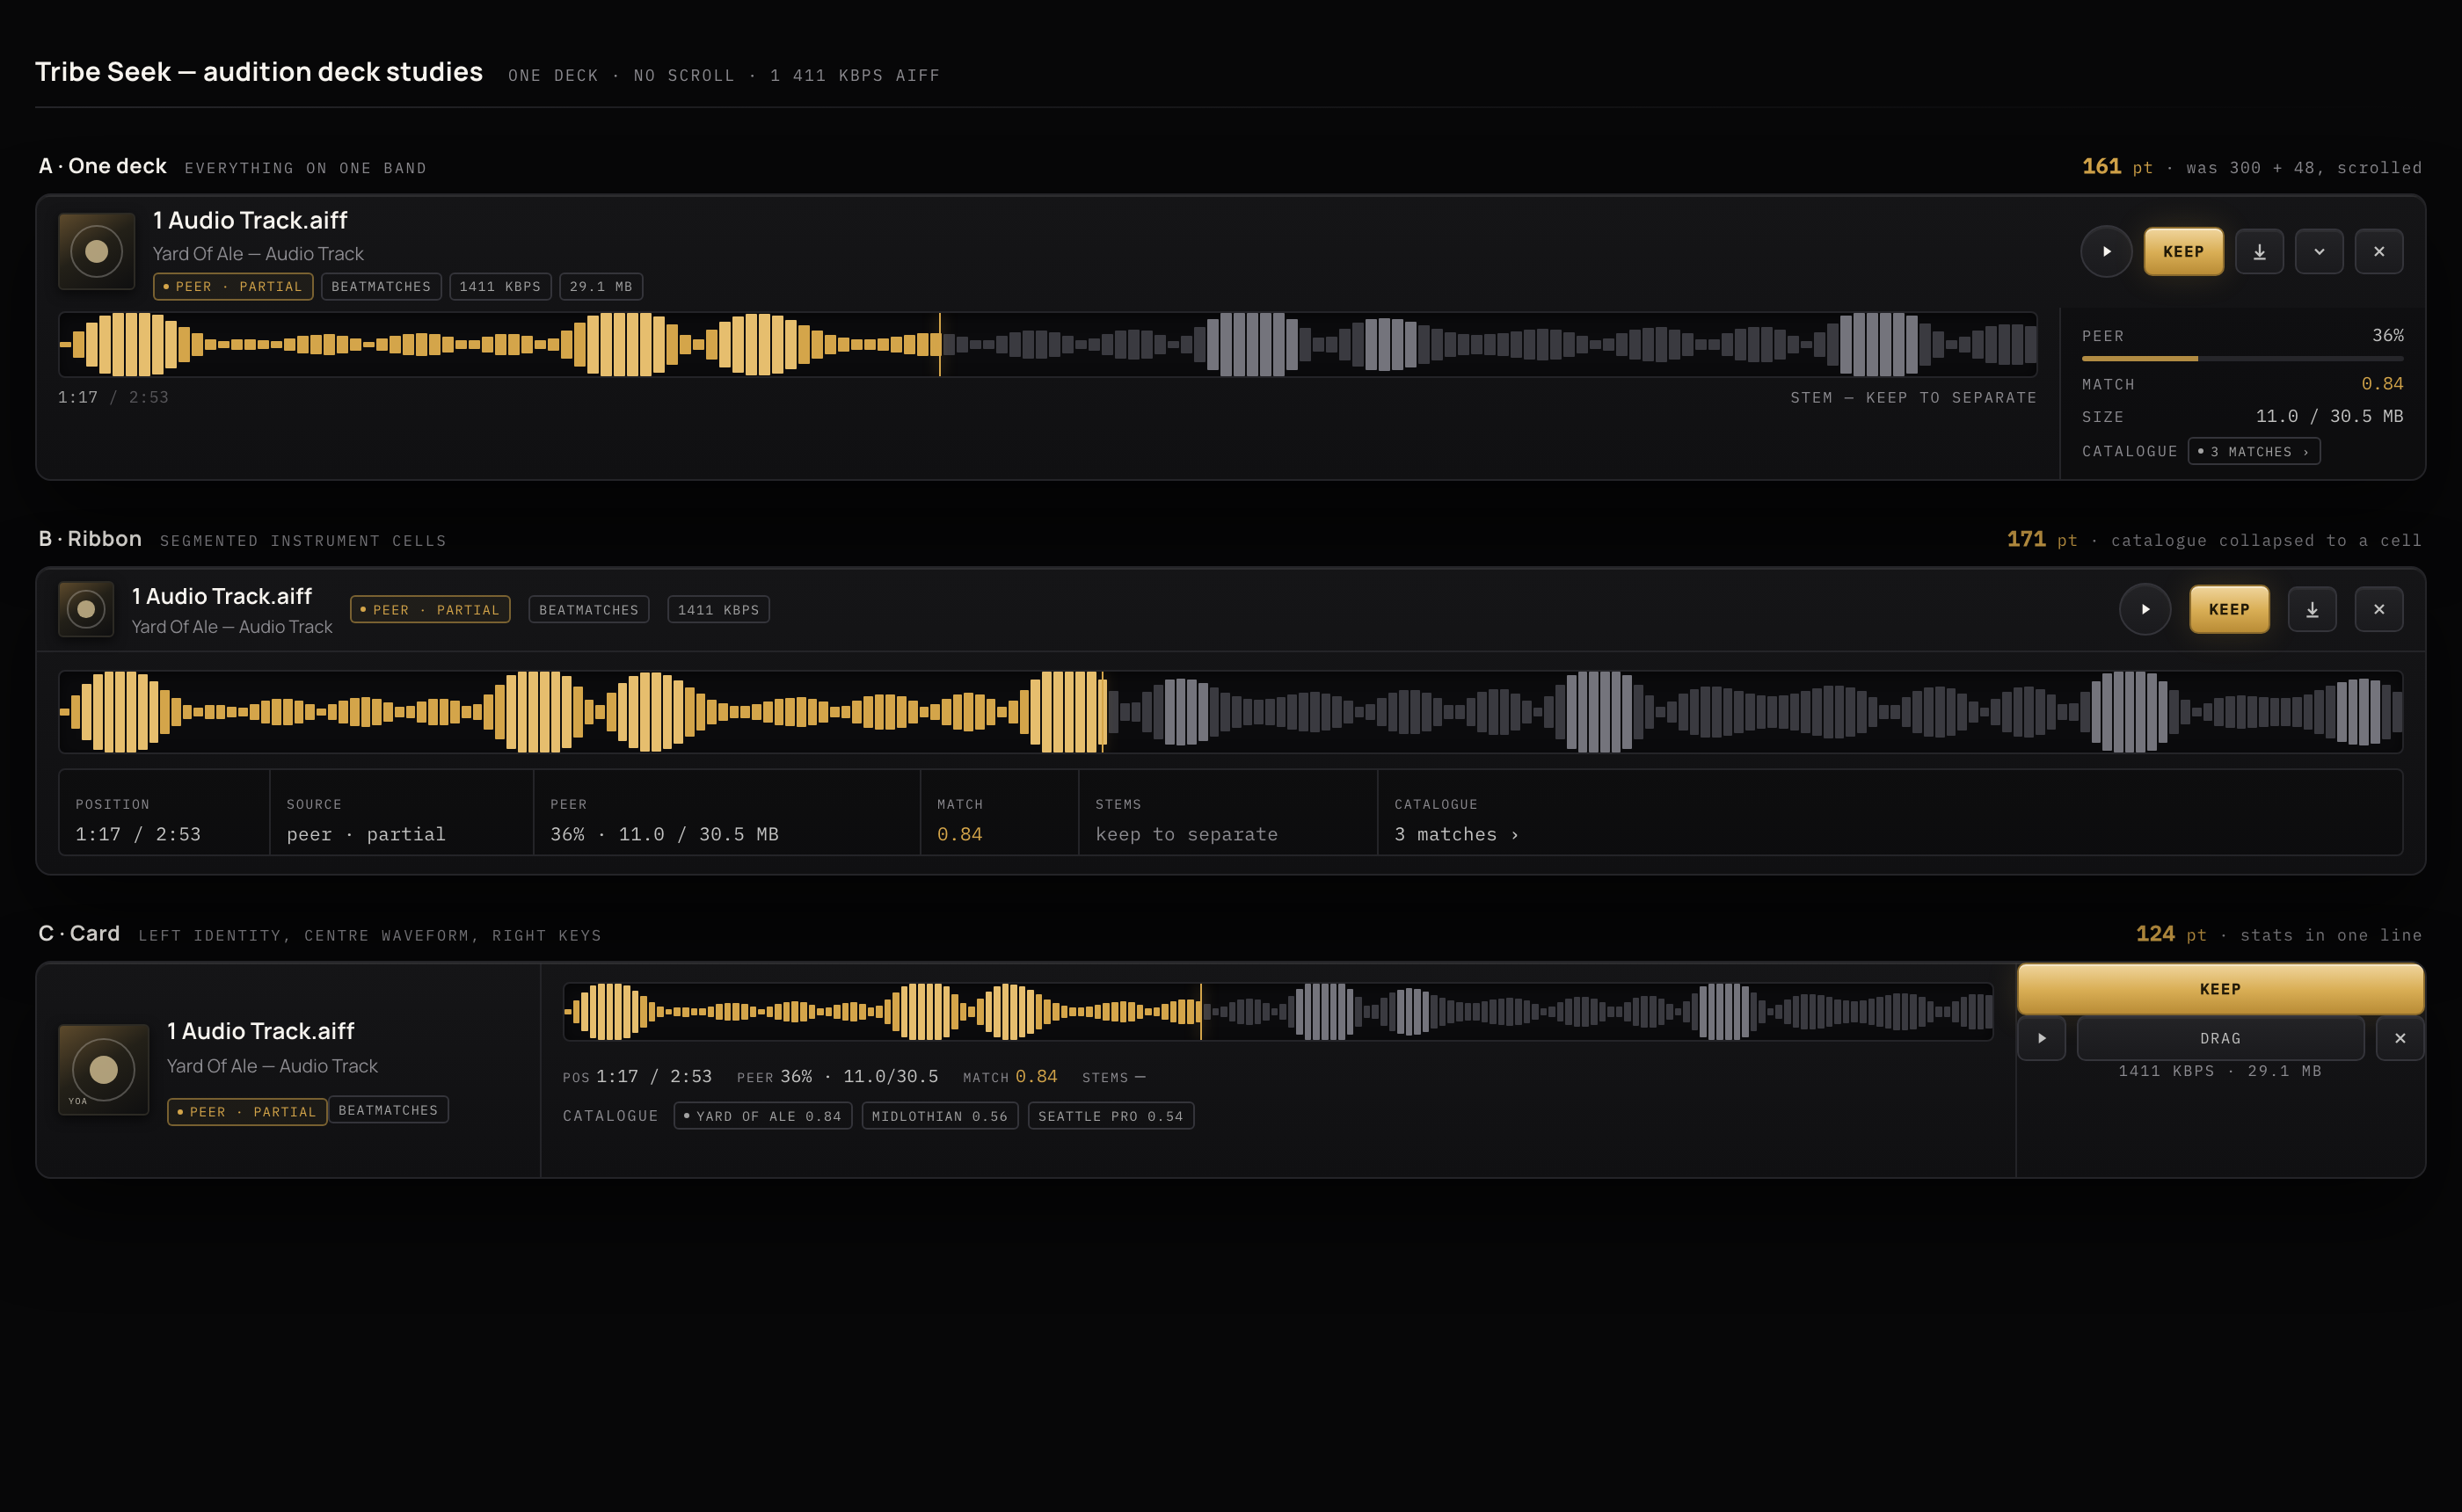 Tribe Seek — audition deck studies ONE DECK · NO SCROLL · 1 411 KBPS AIFF
A · One deck EVERYTHING ON ONE BAND 161 pt · was 300 + 48, scrolled
1 Audio Track.aiff
Yard Of Ale — Audio Track
PEER · PARTIAL BEATMATCHES 1411 KBPS 29.1 MB
KEEP
1:17 / 2:53 STEM — KEEP TO SEPARATE
PEER 36%
MATCH 0.84
SIZE 11.0 / 30.5 MB
CATALOGUE 3 MATCHES ›
B · Ribbon SEGMENTED INSTRUMENT CELLS 171 pt · catalogue collapsed to a cell
1 Audio Track.aiff
Yard Of Ale — Audio Track
PEER · PARTIAL BEATMATCHES 1411 KBPS
KEEP
POSITION SOURCE PEER MATCH STEMS CATALOGUE
1:17 / 2:53 peer · partial 36% · 11.0 / 30.5 MB 0.84 keep to separate 3 matches ›
C · Card LEFT IDENTITY, CENTRE WAVEFORM, RIGHT KEYS 124 pt · stats in one line
YOA
1 Audio Track.aiff
Yard Of Ale — Audio Track
PEER · PARTIAL BEATMATCHES
POS 1:17 / 2:53 PEER 36% · 11.0/30.5 MATCH 0.84 STEMS —
CATALOGUE YARD OF ALE 0.84 MIDLOTHIAN 0.56 SEATTLE PRO 0.54
KEEP
DRAG
1411 KBPS · 29.1 MB